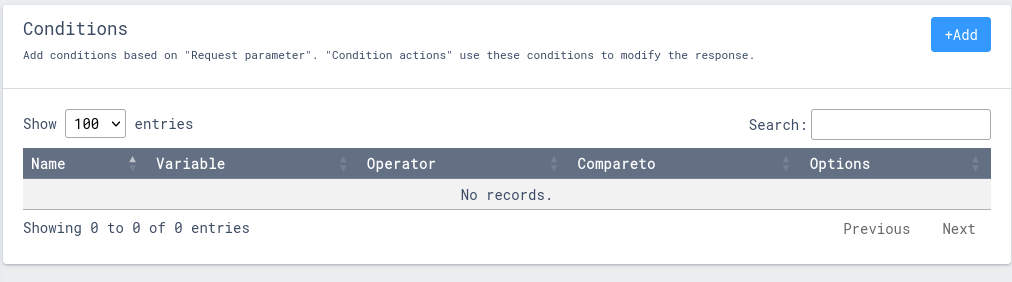 Conditions
+Add
Add conditions based on "Request parameter". "Condition actions" use these conditions to modify the response.
Show 100 entries
Search:
Name Variable Operator Compareto Options
No records.
Showing 0 to 0 of 0 entries
Previous Next